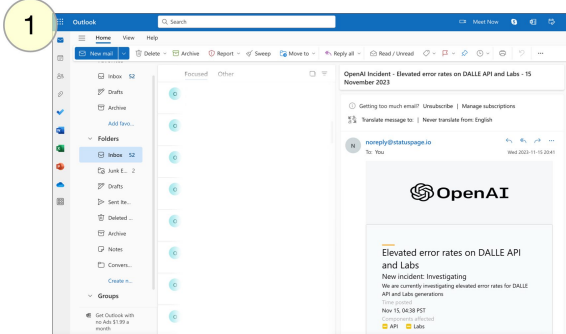 1
Outlook
Search
Meet Now
Home View Help
New mail Delete Archive Report Sweep Move to Reply all Read / Unread
Inbox 52
Drafts
Archive
Add favo...
Folders
Inbox 52
Junk E... 2
Drafts
Sent Ite...
Deleted ...
Archive
Notes
Convers...
Create n...
Groups
Get Outlook with
no Ads $1.99 a
month
Focused Other
OpenAI Incident - Elevated error rates on DALLE API and Labs - 15
November 2023
Getting too much email? Unsubscribe | Manage subscriptions
Translate message to: | Never translate from: English
N
noreply@statuspage.io
To: You
Wed 2023-11-15 20:41
OpenAI
Elevated error rates on DALLE API
and Labs
New incident: Investigating
We are currently investigating elevated error rates for DALLE
API and Labs generations
Time posted
Nov 15, 04:38 PST
Components affected
API Labs